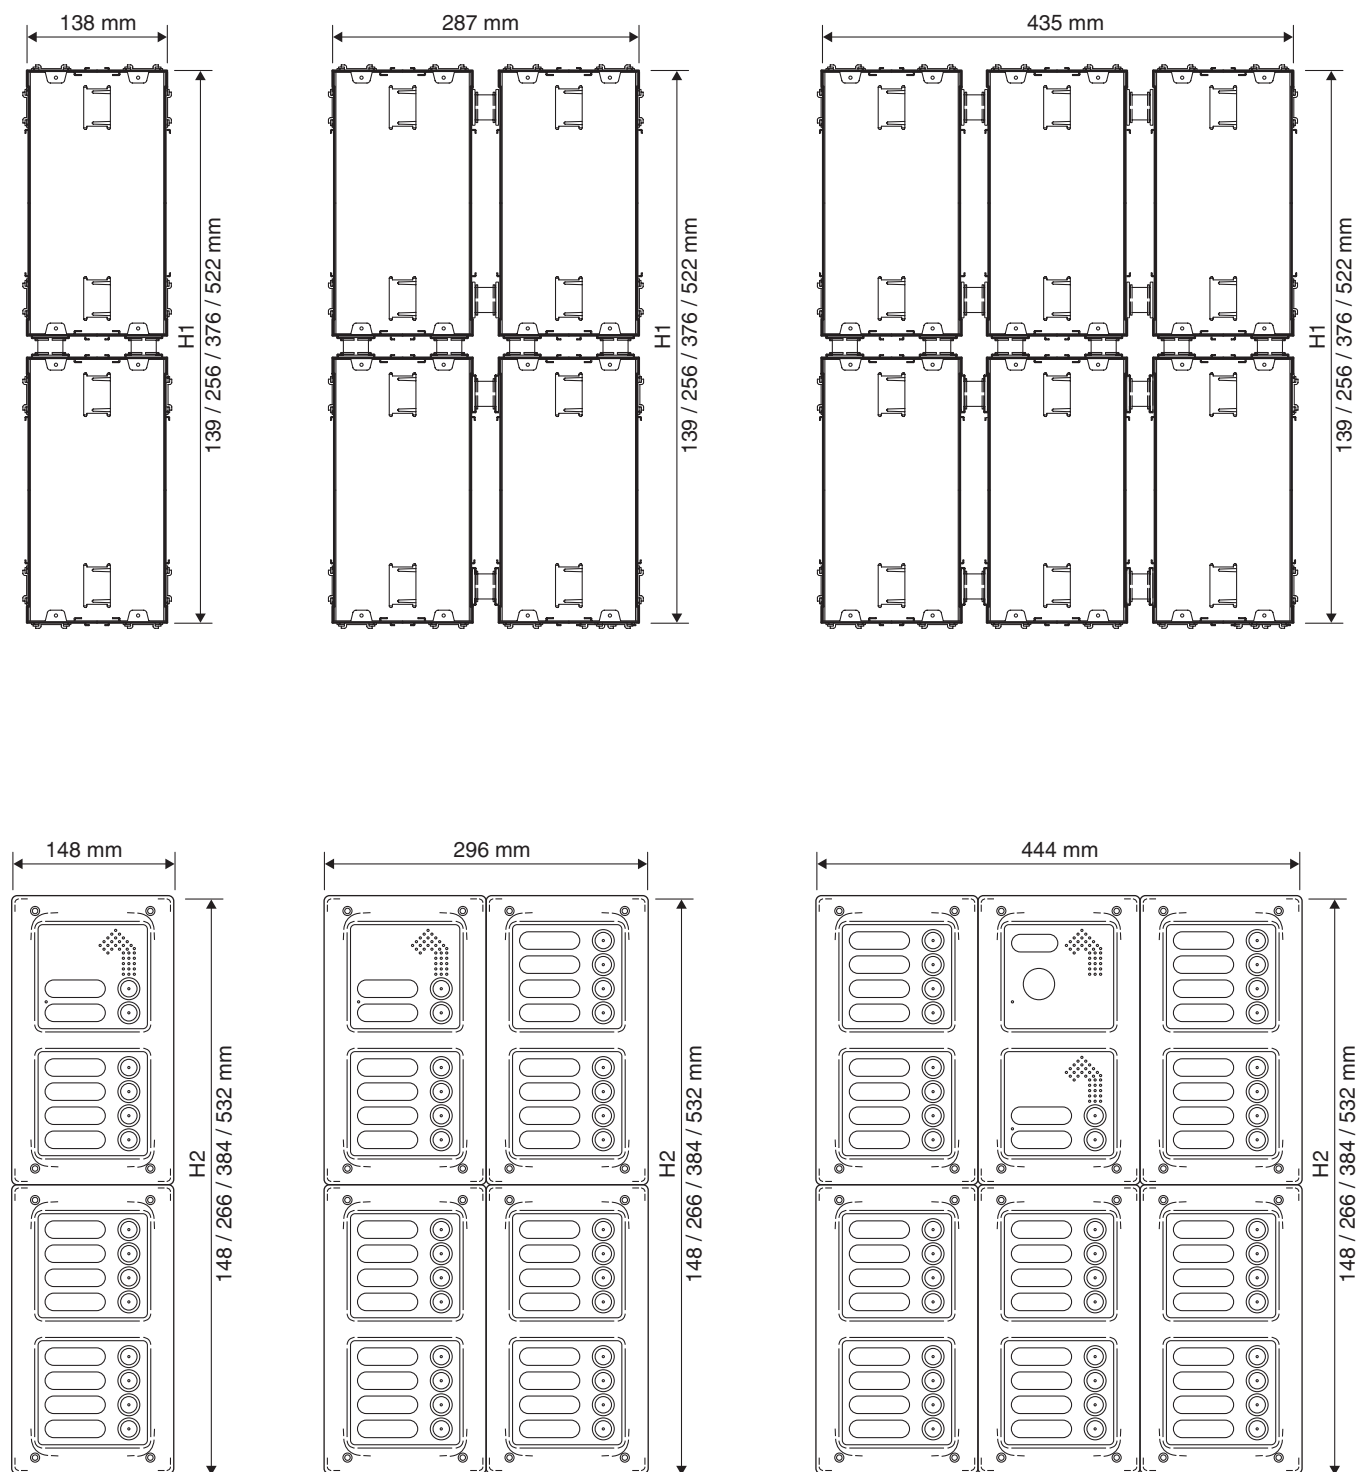 138 mm
287 mm
435 mm
H1
139 / 256 / 376 / 522 mm
H1
139 / 256 / 376 / 522 mm
H1
139 / 256 / 376 / 522 mm
148 mm
296 mm
444 mm
H2
148 / 266 / 384 / 532 mm
H2
148 / 266 / 384 / 532 mm
H2
148 / 266 / 384 / 532 mm